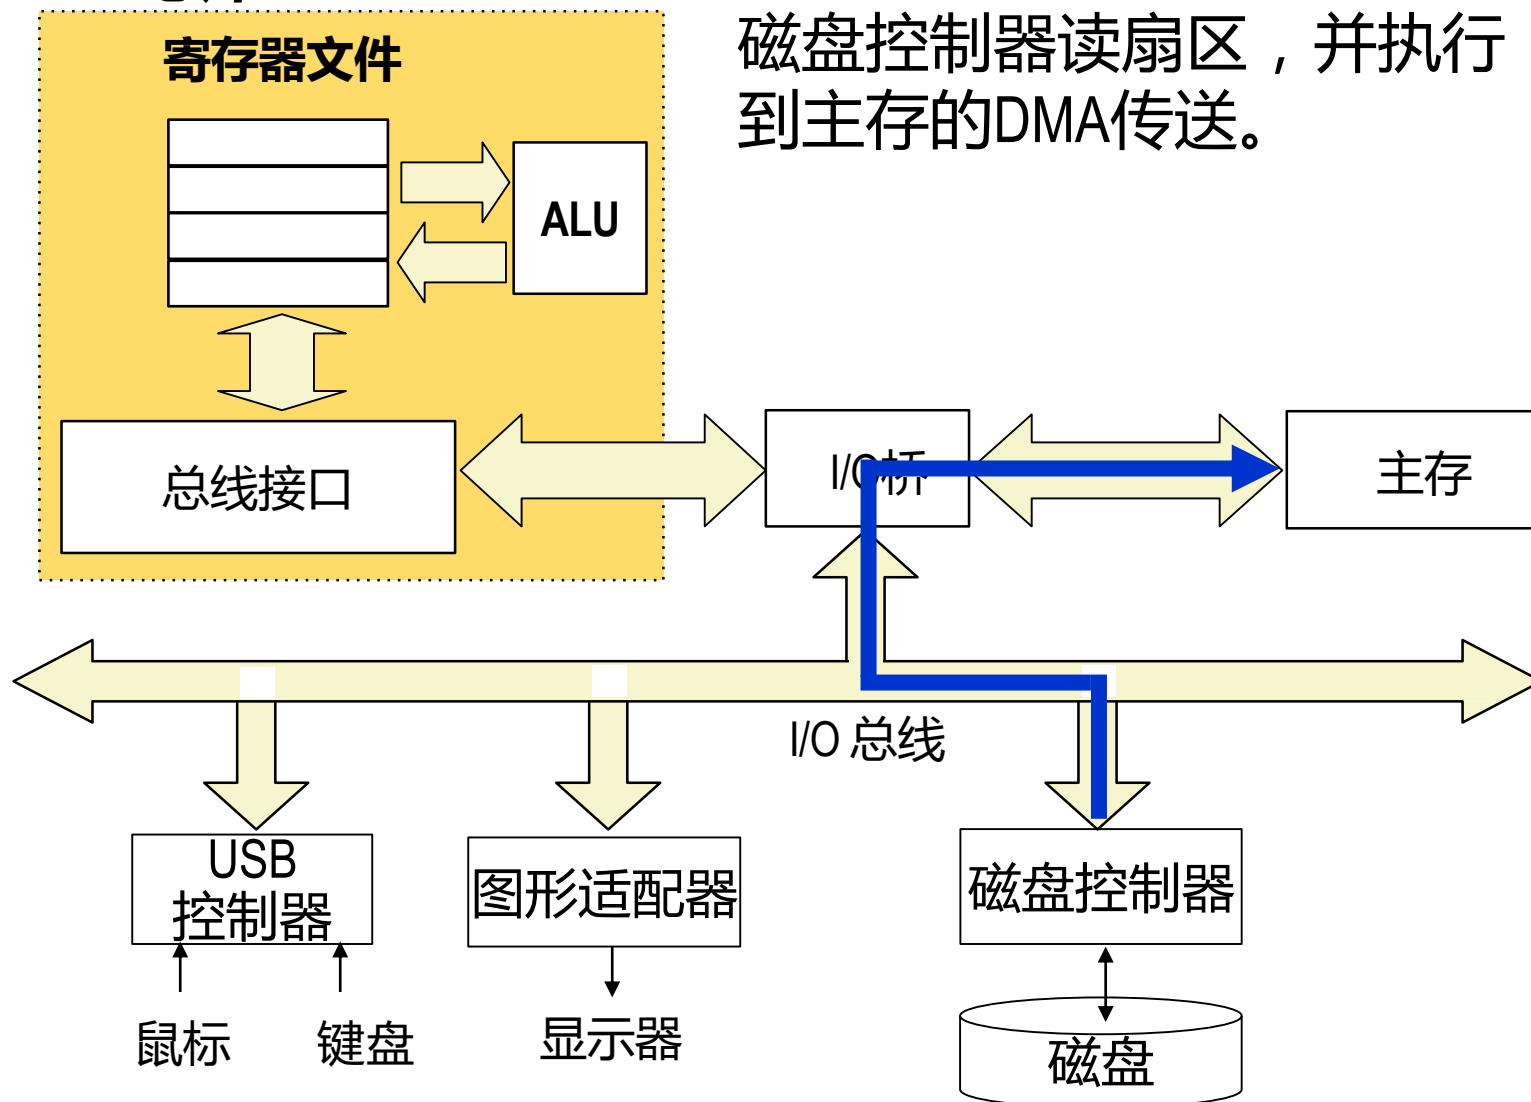 寄存器文件
磁盘控制器读扇区，并执行
到主存的DMA传送。
ALU
总线接口
I/O桥
主存
I/O 总线
USB
控制器
图形适配器
磁盘控制器
鼠标
键盘
显示器
磁盘